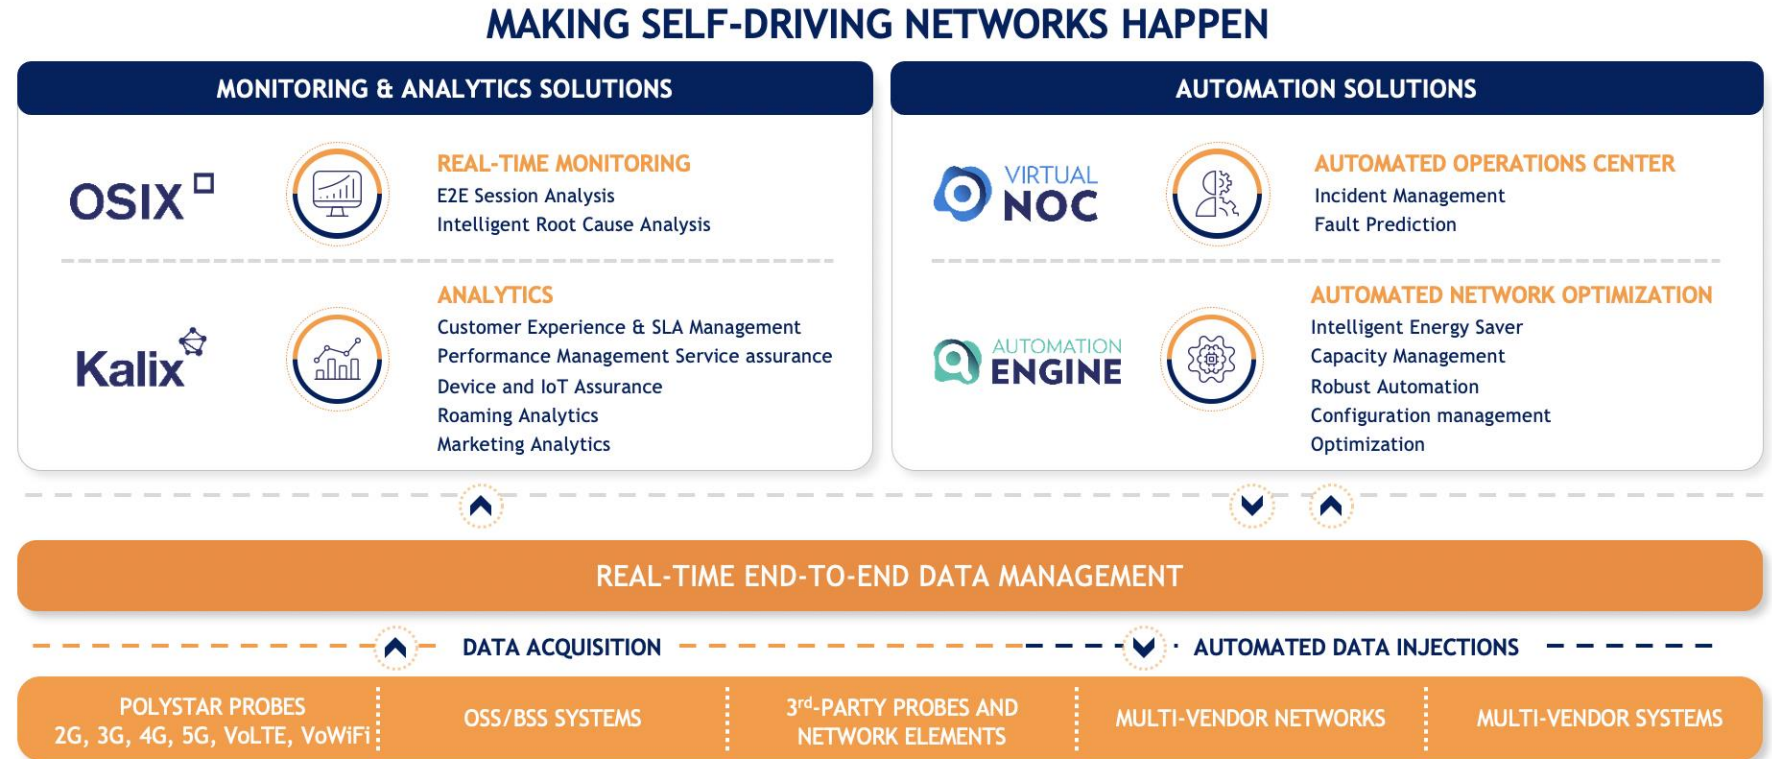 MAKING SELF-DRIVING NETWORKS HAPPEN
MONITORING & ANALYTICS SOLUTIONS
OSIX
REAL-TIME MONITORING
E2E Session Analysis
Intelligent Root Cause Analysis
Kalix
ANALYTICS
Customer Experience & SLA Management
Performance Management Service assurance
Device and IoT Assurance
Roaming Analytics
Marketing Analytics
AUTOMATION SOLUTIONS
VIRTUAL
NOC
AUTOMATED OPERATIONS CENTER
Incident Management
Fault Prediction
AUTOMATION
ENGINE
AUTOMATED NETWORK OPTIMIZATION
Intelligent Energy Saver
Capacity Management
Robust Automation
Configuration management
Optimization
REAL-TIME END-TO-END DATA MANAGEMENT
DATA ACQUISITION
AUTOMATED DATA INJECTIONS
POLYSTAR PROBES
2G, 3G, 4G, 5G, VoLTE, VoWiFi
OSS/BSS SYSTEMS
3rd-PARTY PROBES AND
NETWORK ELEMENTS
MULTI-VENDOR NETWORKS
MULTI-VENDOR SYSTEMS